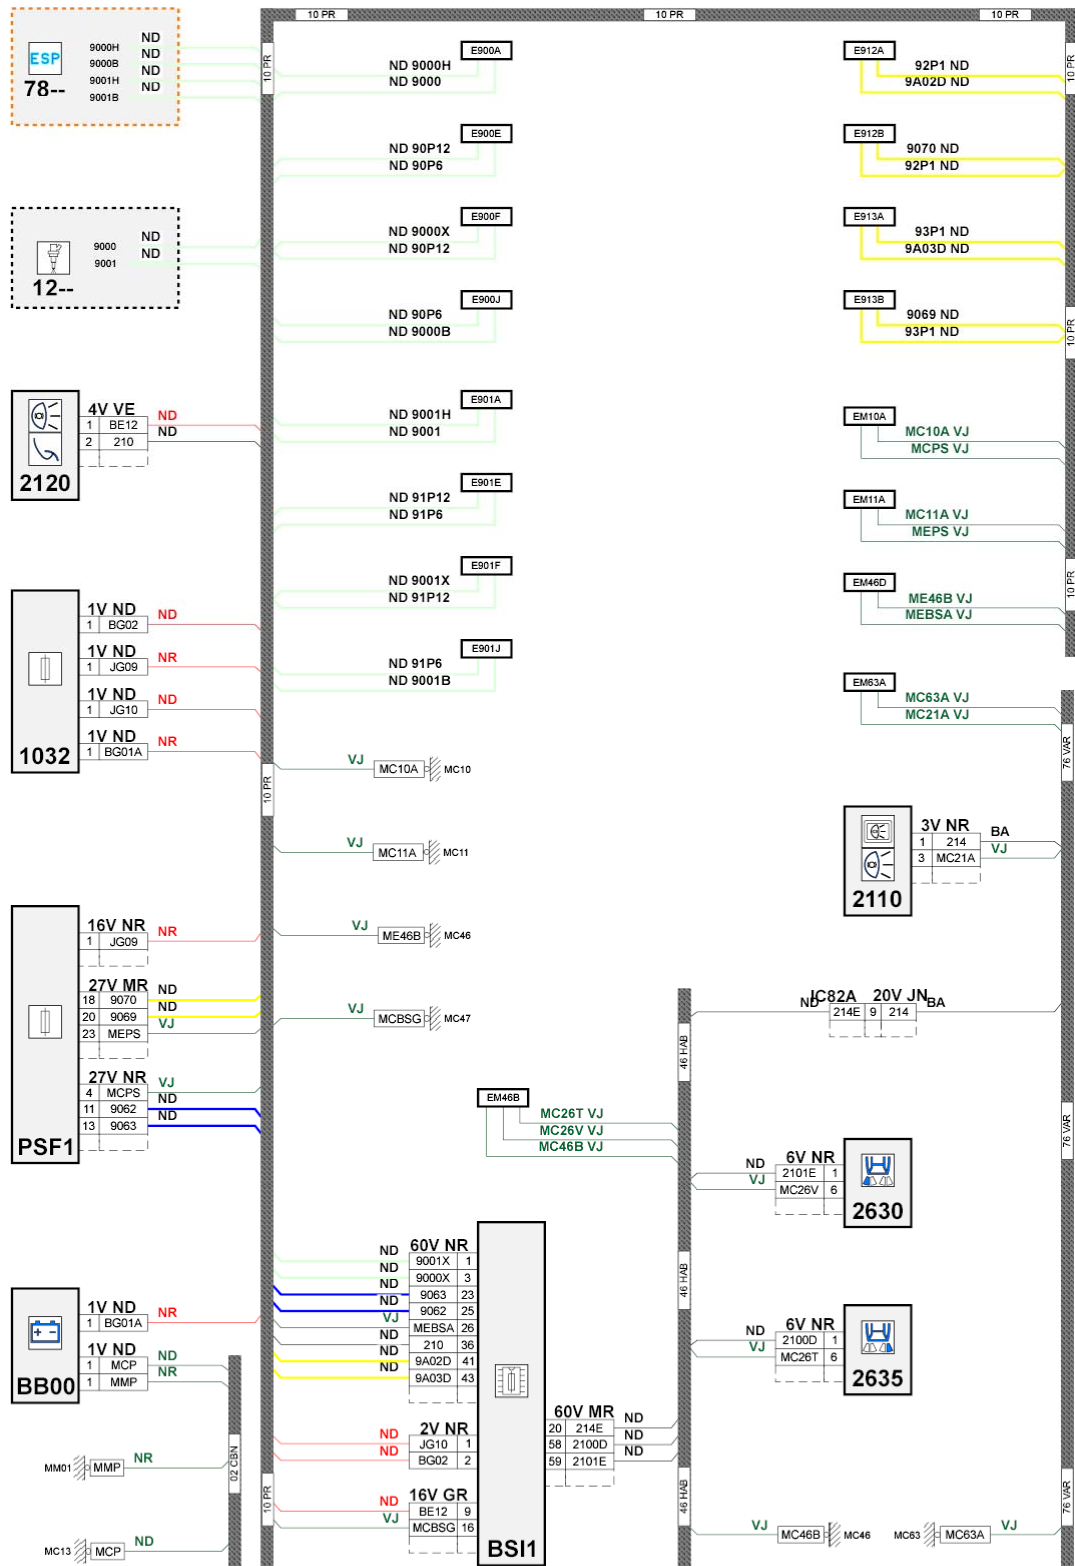 10 PR
10 PR
10 PR
ESP
78--
9000H ND
9000B ND
9001H ND
9001B ND
10 PR
E900A
ND 9000H
ND 9000
E912A
92P1 ND
9A02D ND
10 PR
E900E
ND 90P12
ND 90P6
E912B
9070 ND
92P1 ND
12--
9000 ND
9001 ND
E900F
ND 9000X
ND 90P12
E913A
93P1 ND
9A03D ND
E900J
ND 90P6
ND 9000B
E913B
9069 ND
93P1 ND
10 PR
2120
4V VE
1 BE12 ND
2 210 ND
E901A
ND 9001H
ND 9001
EM10A
MC10A VJ
MCPS VJ
E901E
ND 91P12
ND 91P6
EM11A
MC11A VJ
MEPS VJ
10 PR
E901F
ND 9001X
ND 91P12
EM46D
ME46B VJ
MEBSA VJ
1032
1V ND
1 BG02 ND
1V ND
1 JG09 NR
1V ND
1 JG10 ND
1V ND
1 BG01A NR
E901J
ND 91P6
ND 9001B
EM63A
MC63A VJ
MC21A VJ
76 VAR
10 PR
VJ MC10A MC10
VJ MC11A MC11
2110
3V NR
1 214 BA
3 MC21A VJ
PSF1
16V NR
1 JG09 NR
27V MR
18 9070 ND
20 9069 ND
23 MEPS VJ
27V NR
4 MCPS VJ
11 9062 ND
13 9063 ND
VJ ME46B MC46
VJ MCBSG MC47
IC82A 20V JN
ND 214E 9 214 BA
46 HAB
EM46B
MC26T VJ
MC26V VJ
MC46B VJ
76 VAR
6V NR
ND 2101E 1
VJ MC26V 6
2630
BB00
1V ND
1 BG01A NR
1V ND
1 MCP ND
1 MMP NR
60V NR
ND 9001X 1
ND 9000X 3
ND 9063 23
ND 9062 25
VJ MEBSA 26
ND 210 36
ND 9A02D 41
ND 9A03D 43
2V NR
ND JG10 1
ND BG02 2
16V GR
ND BE12 9
VJ MCBSG 16
BSI1
60V MR
20 214E ND
58 2100D ND
59 2101E ND
46 HAB
6V NR
ND 2100D 1
VJ MC26T 6
2635
MM01 MMP NR
02 CBN
MC13 MCP ND
10 PR
46 HAB
76 VAR
VJ MC46B MC46
MC63 MC63A VJ